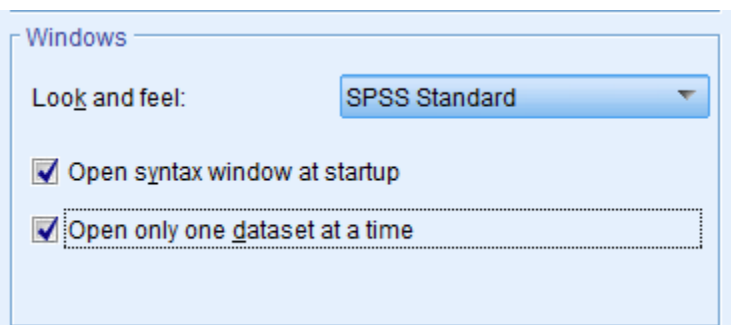 Windows
Look and feel: SPSS Standard
Open syntax window at startup
Open only one dataset at a time